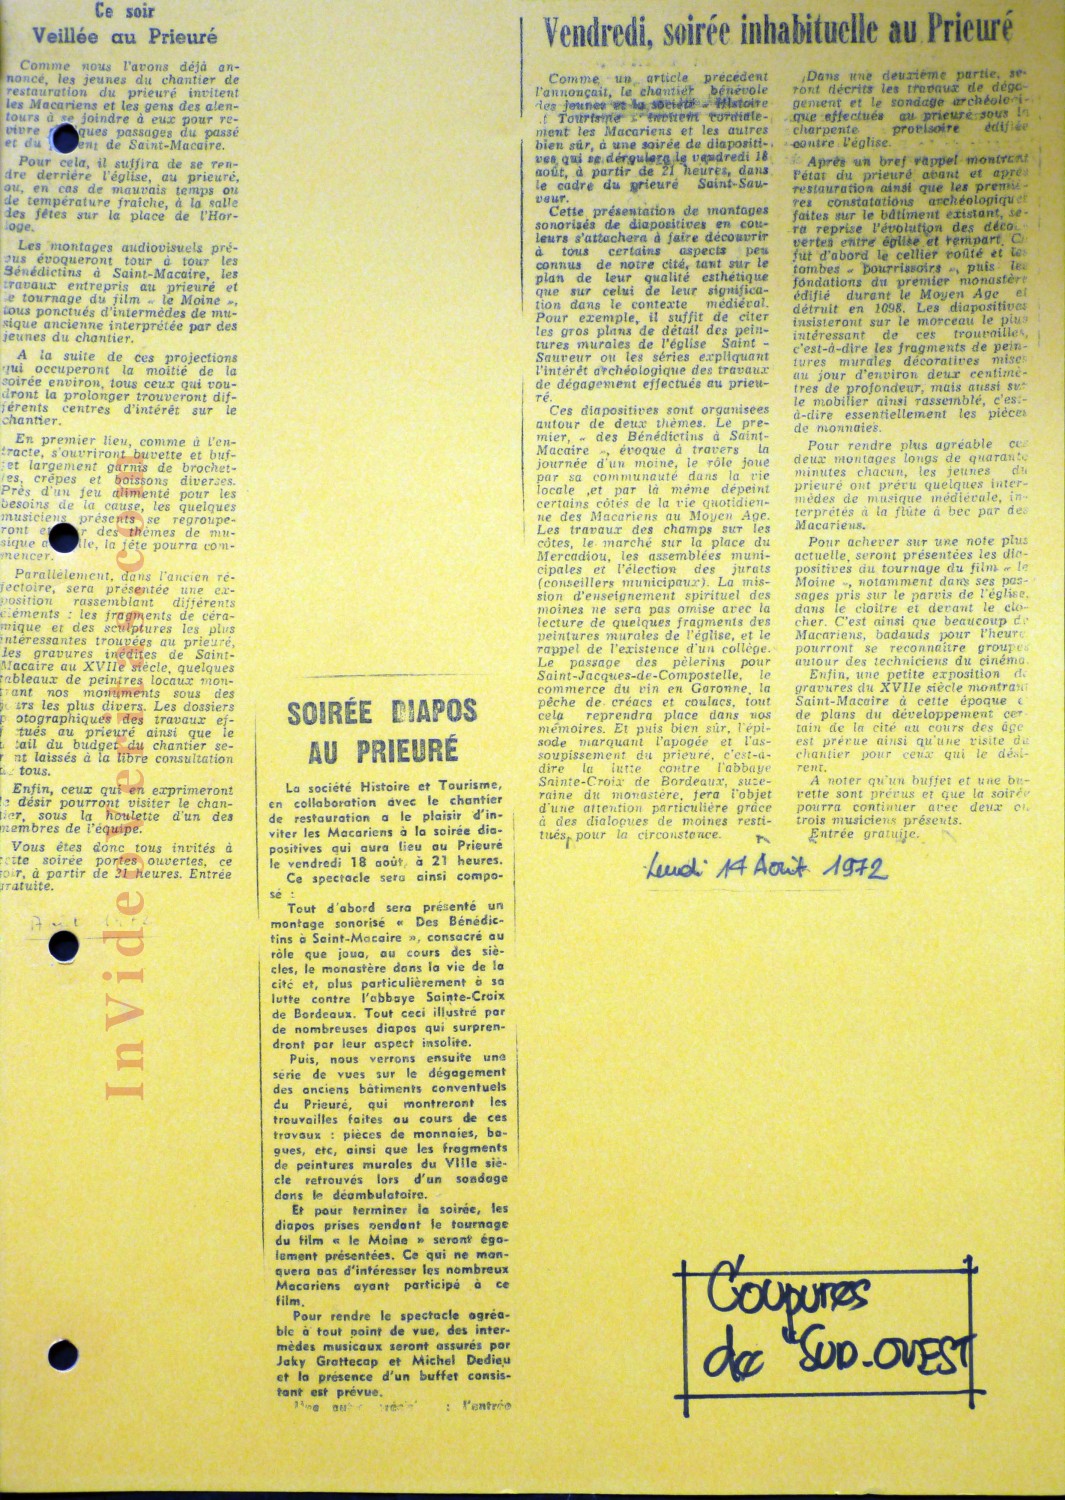 Ce soir
Veillée au Prieuré
Comme nous l'avons déjà an-
noncé, les jeunes du chantier de
restauration du prieuré invitent
les Macariens et les gens des alen-
tours à se joindre à eux pour re-
vivre ques passages du passé
et du ent de Saint-Macaire.
Pour cela, il suffira de se ren-
dre derrière l'église, au prieuré,
ou, en cas de mauvais temps ou
de température fraîche, à la salle
des fêtes sur la place de l'Hor-
loge.
Les montages audiovisuels pré-
vus évoqueront tour à tour les
Bénédictins à Saint-Macaire, les
travaux entrepris au prieuré et
le tournage du film « le Moine »,
tous ponctués d'intermèdes de mu-
sique ancienne interprétée par des
jeunes du chantier.
A la suite de ces projections
qui occuperont la moitié de la
soirée environ, tous ceux qui vou-
dront la prolonger trouveront dif-
férents centres d'intérêt sur le
chantier.
En premier lieu, comme à l'en-
tracte, s'ouvriront buvette et buf-
fet largement garnis de brochet-
tes, crêpes et boissons diverses.
Près d'un feu alimenté pour les
besoins de la cause, les quelques
musiciens présents se regroupe-
ront et r des thèmes de mu-
sique a lle, la fête pourra com-
mencer.
Parallèlement, dans l'ancien ré-
fectoire, sera présentée une ex-
position rassemblant différents
éléments : les fragments de céra-
mique et des sculptures les plus
intéressantes trouvées au prieuré,
des gravures inédites de Saint-
Macaire au XVIIe siècle, quelques
tableaux de peintres locaux mon-
trant nos monuments sous des
jours les plus divers. Les dossiers
photographiques des travaux ef-
fectués au prieuré ainsi que le
détail du budget du chantier se-
ront laissés à la libre consultation
de tous.
Enfin, ceux qui en exprimeront
le désir pourront visiter le chan-
tier, sous la houlette d'un des
membres de l'équipe.
Vous êtes donc tous invités à
cette soirée portes ouvertes, ce
soir, à partir de 21 heures. Entrée
gratuite.
InVideoVeritas.com
SOIRÉE DIAPOS
AU PRIEURÉ
La société Histoire et Tourisme,
en collaboration avec le chantier
de restauration a le plaisir d'in-
viter les Macariens à la soirée dia-
positives qui aura lieu au Prieuré
le vendredi 18 août, à 21 heures.
Ce spectacle sera ainsi compo-
sé :
Tout d'abord sera présenté un
montage sonorisé « Des Bénédic-
tins à Saint-Macaire », consacré au
rôle que joua, au cours des siè-
cles, le monastère dans la vie de la
cité et, plus particulièrement à sa
lutte contre l'abbaye Sainte-Croix
de Bordeaux. Tout ceci illustré par
de nombreuses diapos qui surpren-
dront par leur aspect insolite.
Puis, nous verrons ensuite une
série de vues sur le dégagement
des anciens bâtiments conventuels
du Prieuré, qui montreront les
trouvailles faites au cours de ces
travaux : pièces de monnaies, ba-
gues, etc, ainsi que les fragments
de peintures murales du VIIIe siè-
cle retrouvés lors d'un sondage
dans le déambulatoire.
Et pour terminer la soirée, les
diapos prises pendant le tournage
du film « le Moine » seront éga-
lement présentées. Ce qui ne man-
quera pas d'intéresser les nombreux
Macariens ayant participé à ce
film.
Pour rendre le spectacle agréa-
ble à tout point de vue, des inter-
mèdes musicaux seront assurés par
Jaky Grattecap et Michel Dedieu
et la présence d'un buffet consis-
tant est prévue.
: l'entrée
Vendredi, soirée inhabituelle au Prieuré
Comme un article précédent
l'annonçait, le chantier bénévole
des jeunes et la société « Histoire
et Tourisme » invitent cordiale-
ment les Macariens et les autres
bien sûr, à une soirée de diapositi-
ves qui se déroulera le vendredi 18
août, à partir de 21 heures, dans
le cadre du prieuré Saint-Sau-
veur.
Cette présentation de montages
sonorisés de diapositives en cou-
leurs s'attachera à faire découvrir
à tous certains aspects peu
connus de notre cité, tant sur le
plan de leur qualité esthétique
que sur celui de leur significa-
tion dans le contexte médiéval.
Pour exemple, il suffit de citer
les gros plans de détail des pein-
tures murales de l'église Saint -
Sauveur ou les séries expliquant
l'intérêt archéologique des travaux
de dégagement effectués au prieu-
ré.
Ces diapositives sont organisées
autour de deux thèmes. Le pre-
mier, « des Bénédictins à Saint-
Macaire », évoque à travers la
journée d'un moine, le rôle joué
par sa communauté dans la vie
locale ,et par là même dépeint
certains côtés de la vie quotidien-
ne des Macariens au Moyen Age.
Les travaux des champs sur les
côtes, le marché sur la place du
Mercadiou, les assemblées muni-
cipales et l'élection des jurats
(conseillers municipaux). La mis-
sion d'enseignement spirituel des
moines ne sera pas omise avec la
lecture de quelques fragments des
peintures murales de l'église, et le
rappel de l'existence d'un collège.
Le passage des pèlerins pour
Saint-Jacques-de-Compostelle, le
commerce du vin en Garonne, la
pêche de créacs et coulacs, tout
cela reprendra place dans nos
mémoires. Et puis bien sûr, l'épi-
sode marquant l'apogée et l'as-
soupissement du prieuré, c'est-à-
dire la lutte contre l'abbaye
Sainte-Croix de Bordeaux, suze-
raine du monastère, fera l'objet
d'une attention particulière grâce
à des dialogues de moines resti-
tués pour la circonstance.
Dans une deuxième partie, se-
ront décrits les travaux de déga-
gement et le sondage archéologi-
que effectués au prieuré sous la
charpente provisoire édifiée
contre l'église.
Après un bref rappel montrant
l'état du prieuré avant et après
restauration ainsi que les premiè-
res constatations archéologiques
faites sur le bâtiment existant, se-
ra reprise l'évolution des décou-
vertes entre église et rempart. Ce
fut d'abord le cellier voûté et les
tombes « pourrissoirs », puis les
fondations du premier monastère
édifié durant le Moyen Age et
détruit en 1098. Les diapositives
insisteront sur le morceau le plus
intéressant de ces trouvailles,
c'est-à-dire les fragments de pein-
tures murales décoratives mises
au jour d'environ deux centimè-
tres de profondeur, mais aussi sur
le mobilier ainsi rassemblé, c'est-
à-dire essentiellement les pièces
de monnaies.
Pour rendre plus agréable ces
deux montages longs de quarante
minutes chacun, les jeunes du
prieuré ont prévu quelques inter-
mèdes de musique médiévale, in-
terprétés à la flûte à bec par des
Macariens.
Pour achever sur une note plus
actuelle, seront présentées les dia-
positives du tournage du film « le
Moine », notamment dans ses pas-
sages pris sur le parvis de l'église,
dans le cloître et devant le clo-
cher. C'est ainsi que beaucoup de
Macariens, badauds pour l'heure
pourront se reconnaître groupés
autour des techniciens du cinéma.
Enfin, une petite exposition de
gravures du XVIIe siècle montrant
Saint-Macaire à cette époque et
de plans du développement cer-
tain de la cité au cours des âges
est prévue ainsi qu'une visite du
chantier pour ceux qui le dési-
rent.
A noter qu'un buffet et une bu-
vette sont prévus et que la soirée
pourra continuer avec deux ou
trois musiciens présents.
Entrée gratuite.
Lundi 14 Août 1972
Coupures
de "SUD-OUEST